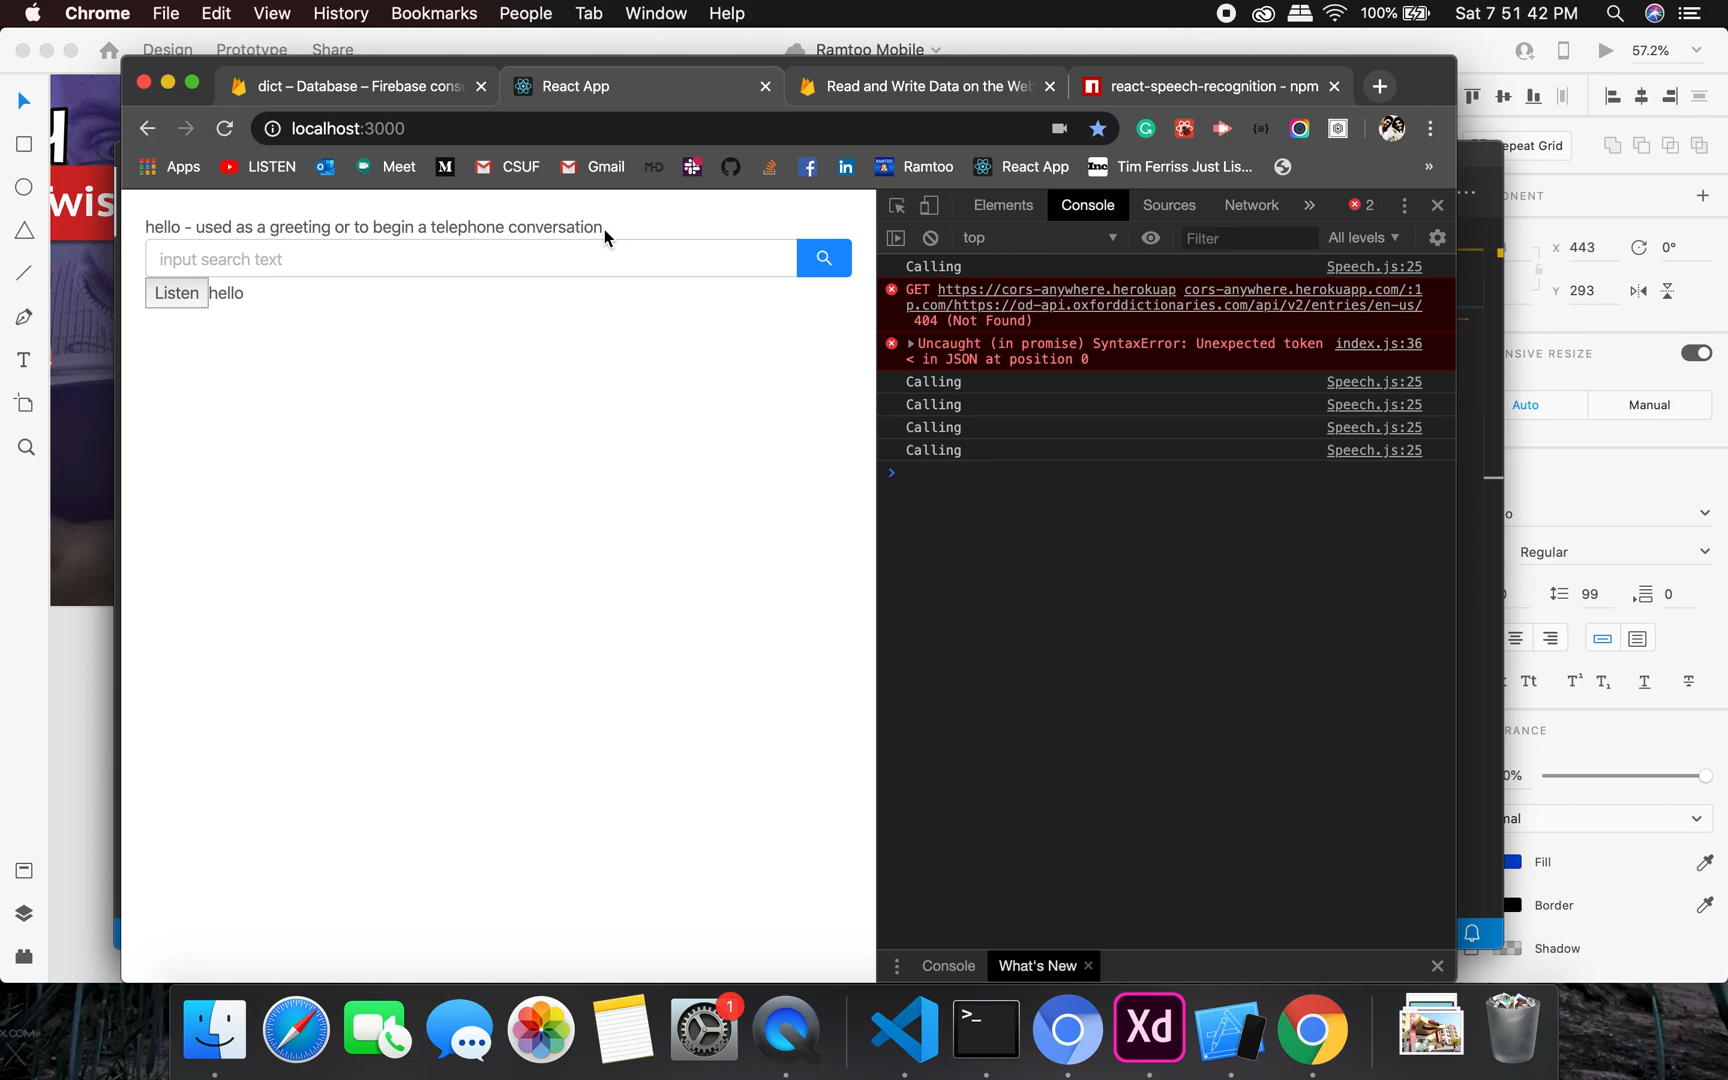 Chrome File Edit View History Bookmarks People Tab Window Help 100% Sat 7 51 42 PM
Design Prototype Share Ramtoo Mobile 57.2%
dict – Database – Firebase cons React App Read and Write Data on the We react-speech-recognition - npm
localhost:3000
Apps LISTEN Meet CSUF Gmail Ramtoo React App Tim Ferriss Just Lis... »
epeat Grid
wis
hello - used as a greeting or to begin a telephone conversation
input search text
Listen hello
Elements Console Sources Network » 2
top Filter All levels
Calling Speech.js:25
GET https://cors-anywhere.herokuap cors-anywhere.herokuapp.com/:1
p.com/https://od-api.oxforddictionaries.com/api/v2/entries/en-us/
404 (Not Found)
Uncaught (in promise) SyntaxError: Unexpected token index.js:36
< in JSON at position 0
Calling Speech.js:25
Calling Speech.js:25
Calling Speech.js:25
Calling Speech.js:25
Console What's New
ONENT
X 443 0°
Y 293
NSIVE RESIZE
Auto Manual
Regular
99 0
RANCE
0%
mal
Fill
Border
Shadow
1
Xd